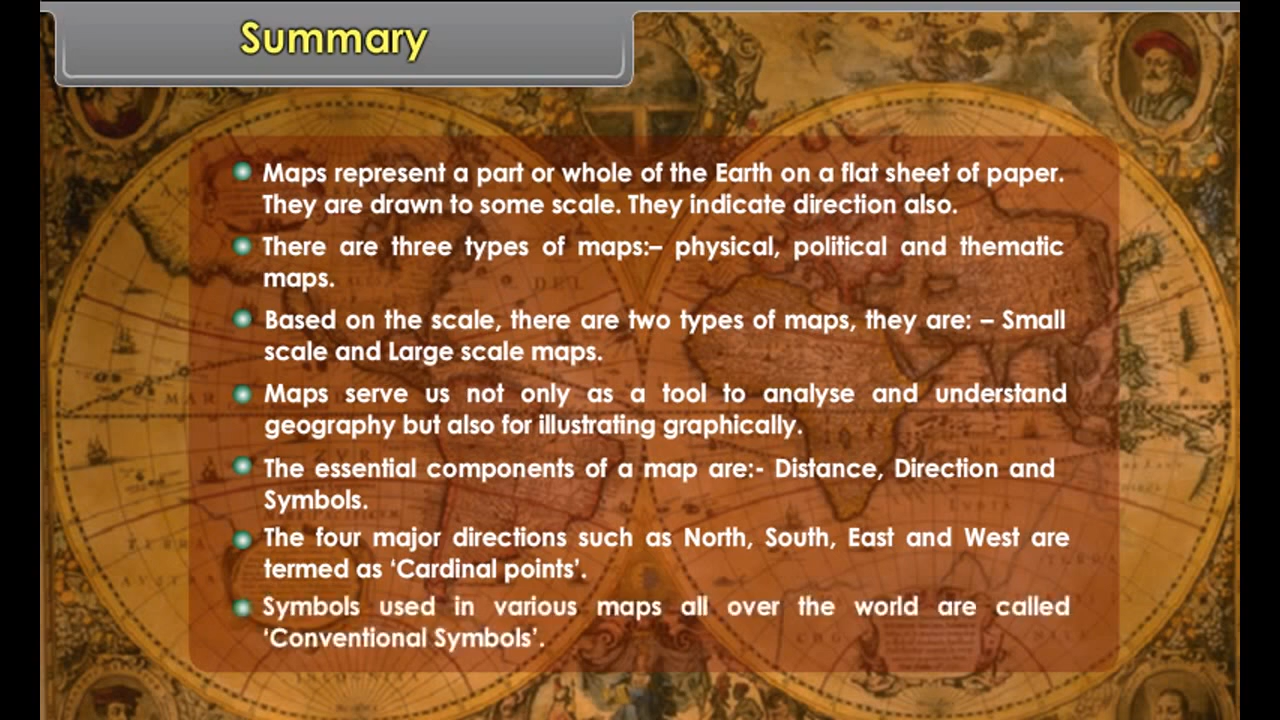 Summary
Maps represent a part or whole of the Earth on a flat sheet of paper.
They are drawn to some scale. They indicate direction also.
There are three types of maps:– physical, political and thematic
maps.
Based on the scale, there are two types of maps, they are: – Small
scale and Large scale maps.
Maps serve us not only as a tool to analyse and understand
geography but also for illustrating graphically.
The essential components of a map are:- Distance, Direction and
Symbols.
The four major directions such as North, South, East and West are
termed as ‘Cardinal points’.
Symbols used in various maps all over the world are called
‘Conventional Symbols’.